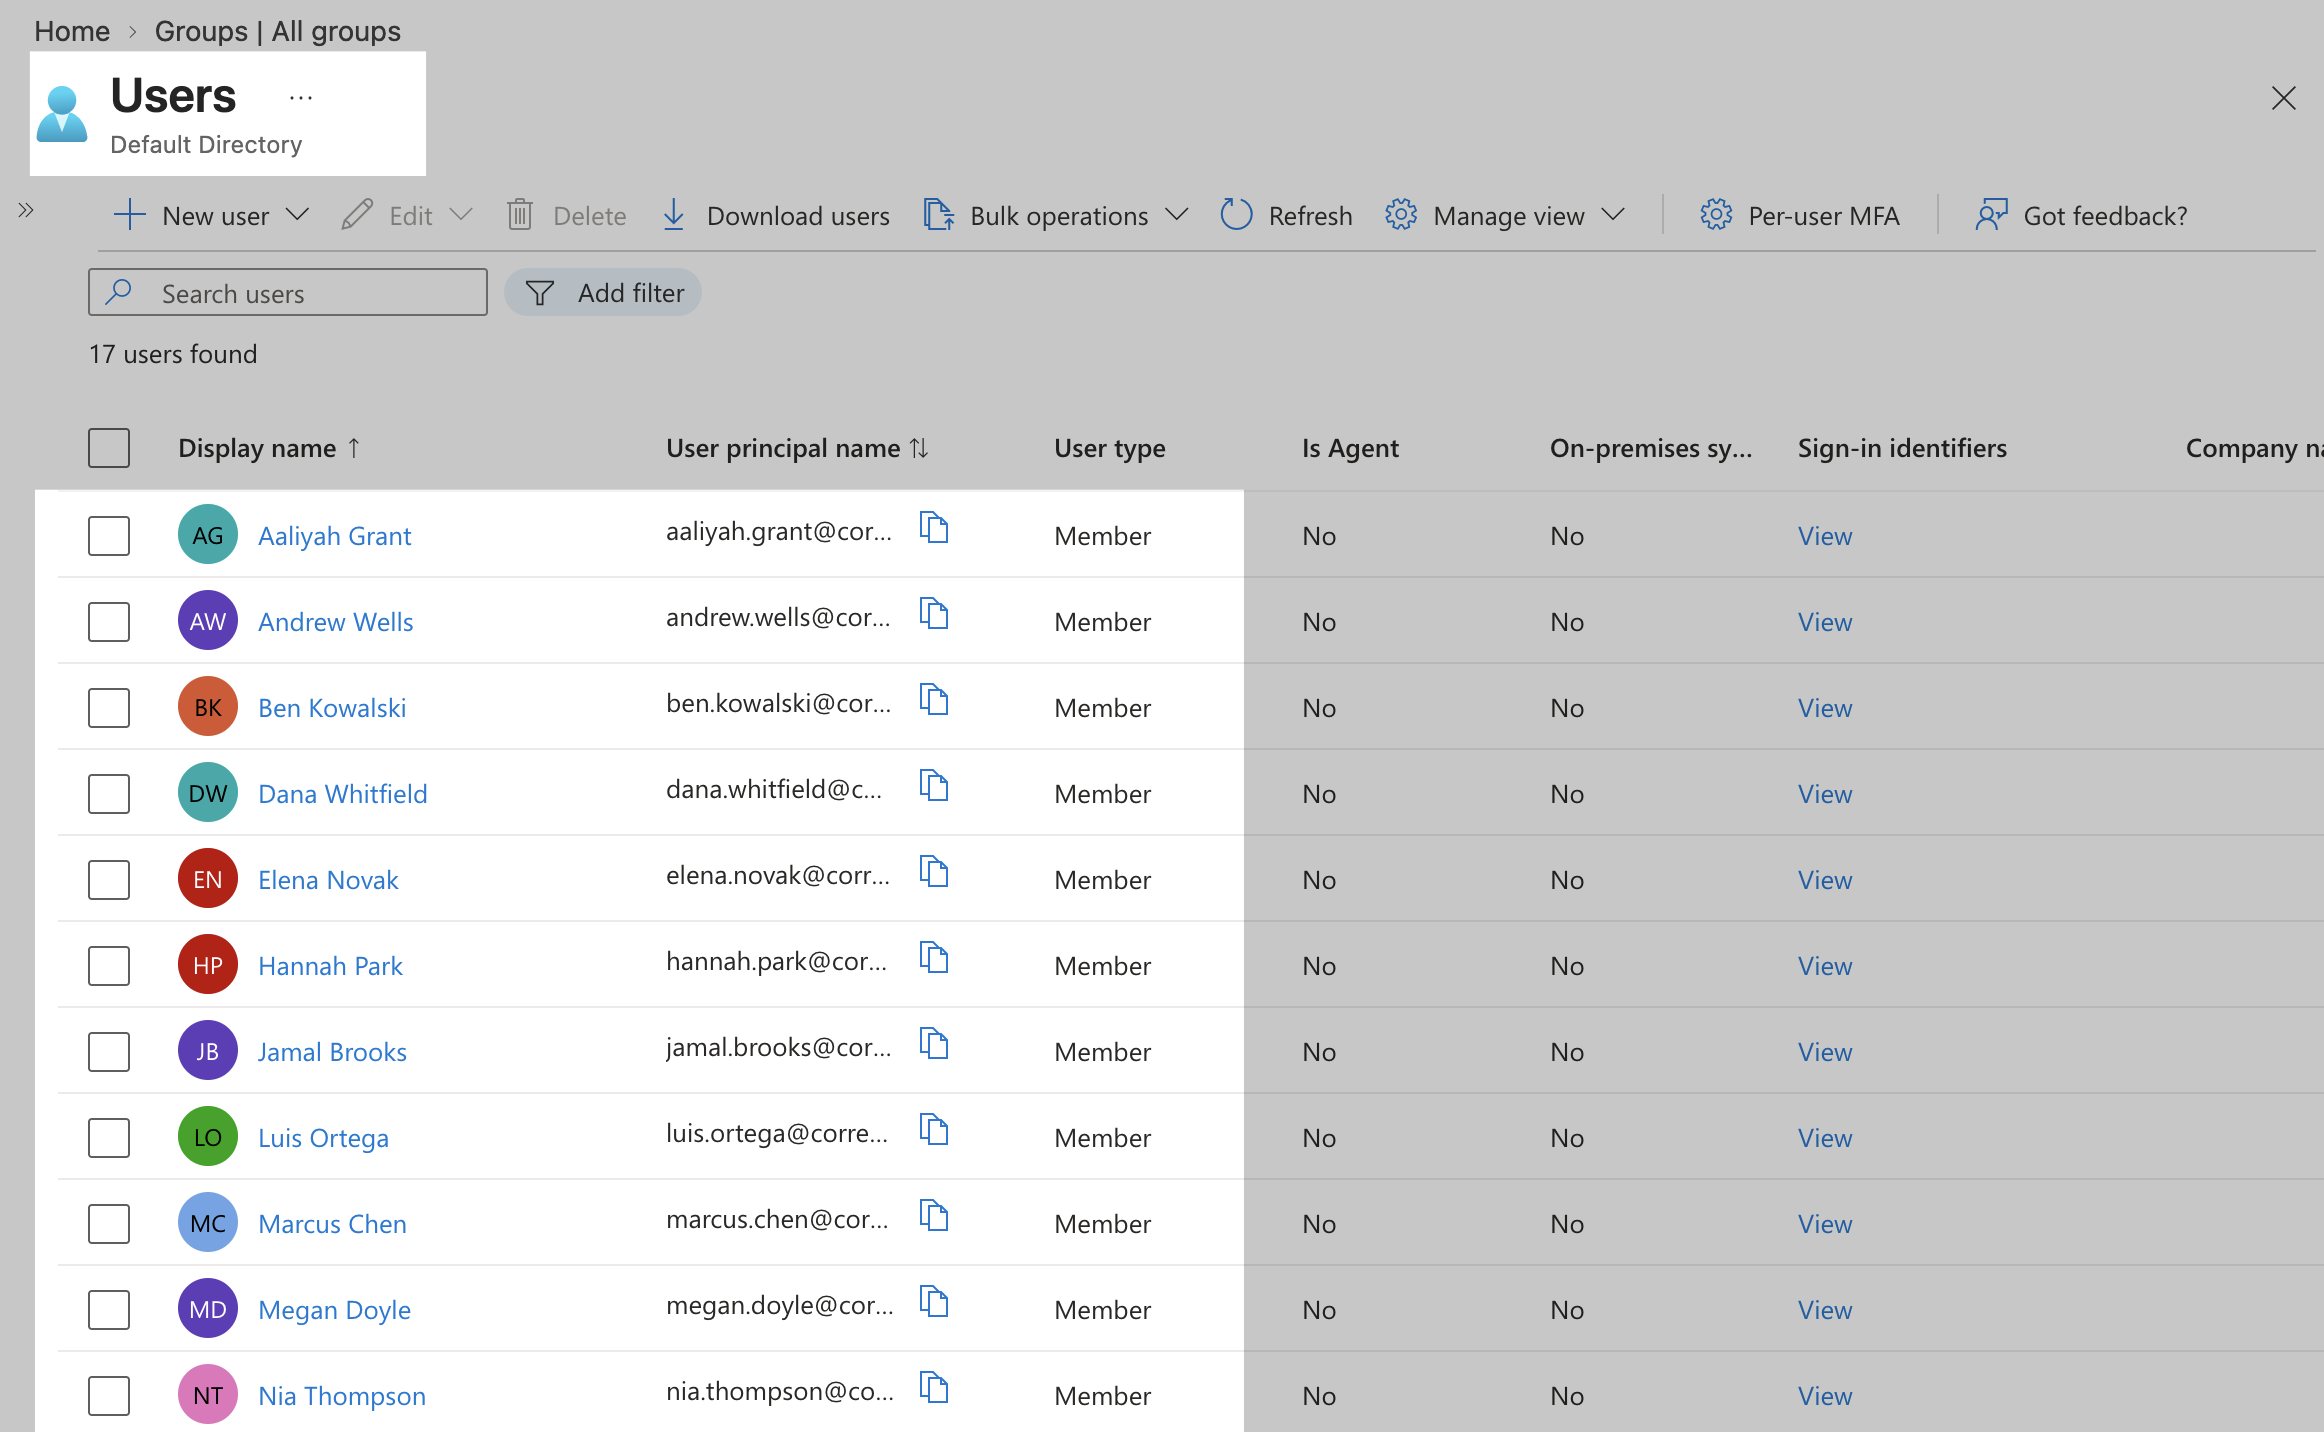 Home > Groups | All groups
Users ...
Default Directory
New user Edit Delete Download users Bulk operations Refresh Manage view Per-user MFA Got feedback?
Search users Add filter
17 users found
Display name ↑ User principal name ↑↓ User type Is Agent On-premises sy... Sign-in identifiers Company na
AG Aaliyah Grant aaliyah.grant@cor... Member No No View
AW Andrew Wells andrew.wells@cor... Member No No View
BK Ben Kowalski ben.kowalski@cor... Member No No View
DW Dana Whitfield dana.whitfield@c... Member No No View
EN Elena Novak elena.novak@corr... Member No No View
HP Hannah Park hannah.park@cor... Member No No View
JB Jamal Brooks jamal.brooks@cor... Member No No View
LO Luis Ortega luis.ortega@corre... Member No No View
MC Marcus Chen marcus.chen@cor... Member No No View
MD Megan Doyle megan.doyle@cor... Member No No View
NT Nia Thompson nia.thompson@co... Member No No View